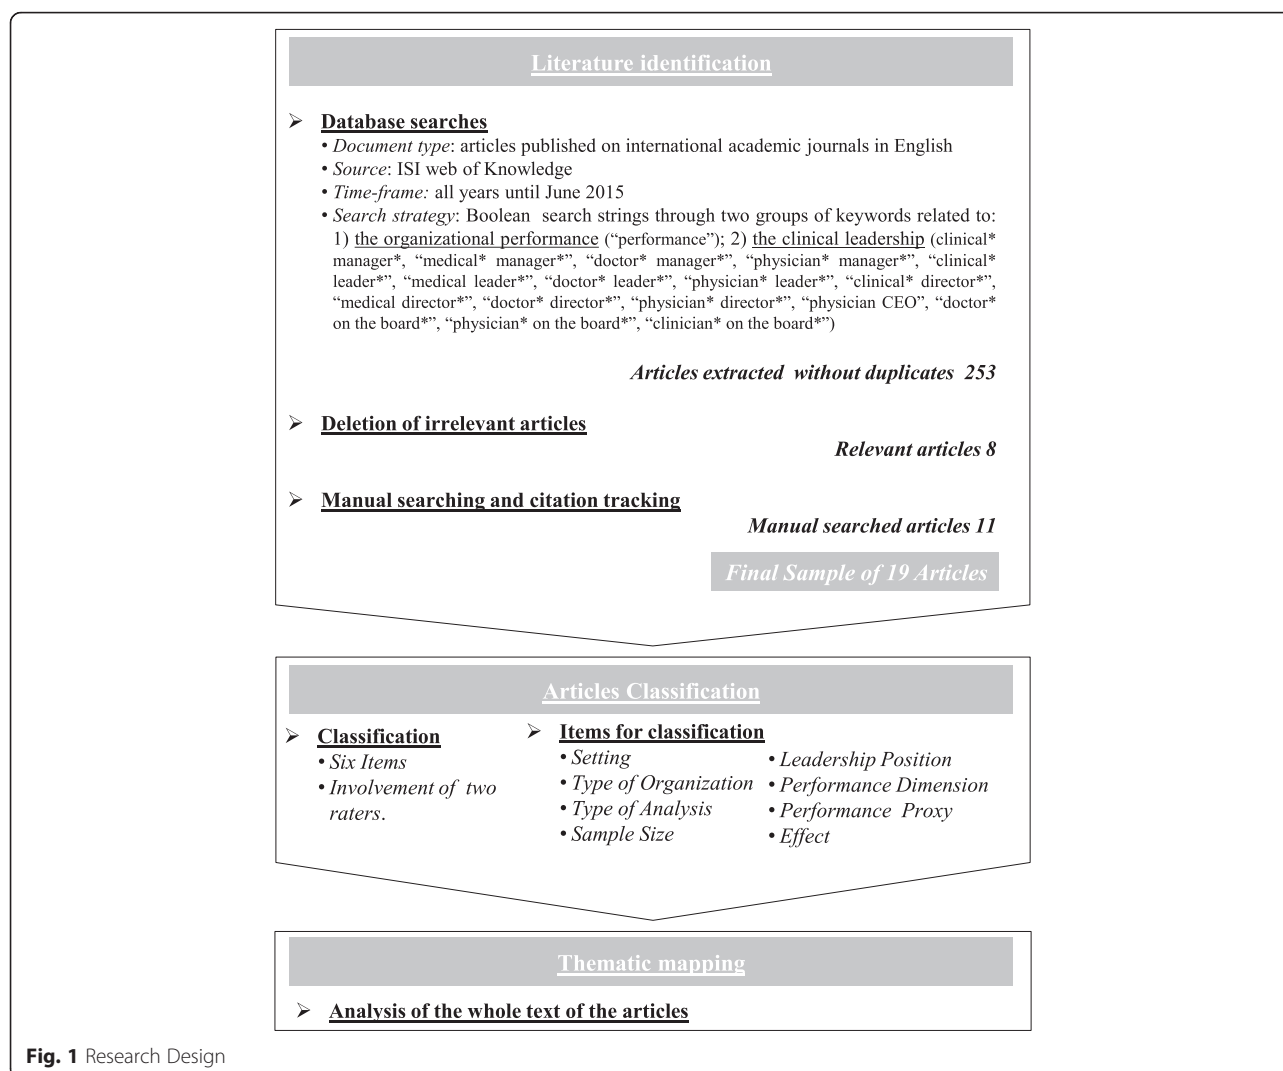 Literature identification
➢ Database searches
• Document type: articles published on international academic journals in English
• Source: ISI web of Knowledge
• Time-frame: all years until June 2015
• Search strategy: Boolean search strings through two groups of keywords related to:
1) the organizational performance (“performance”); 2) the clinical leadership (clinical*
manager*, “medical* manager*”, “doctor* manager*”, “physician* manager*”, “clinical*
leader*”, “medical leader*”, “doctor* leader*”, “physician* leader*”, “clinical* director*”,
“medical director*”, “doctor* director*”, “physician* director*”, “physician CEO”, “doctor*
on the board*”, “physician* on the board*”, “clinician* on the board*”)
Articles extracted without duplicates 253
➢ Deletion of irrelevant articles
Relevant articles 8
➢ Manual searching and citation tracking
Manual searched articles 11
Final Sample of 19 Articles
Articles Classification
➢ Classification
• Six Items
• Involvement of two
raters.
➢ Items for classification
• Setting
• Type of Organization
• Type of Analysis
• Sample Size
• Leadership Position
• Performance Dimension
• Performance Proxy
• Effect
Thematic mapping
➢ Analysis of the whole text of the articles
Fig. 1 Research Design